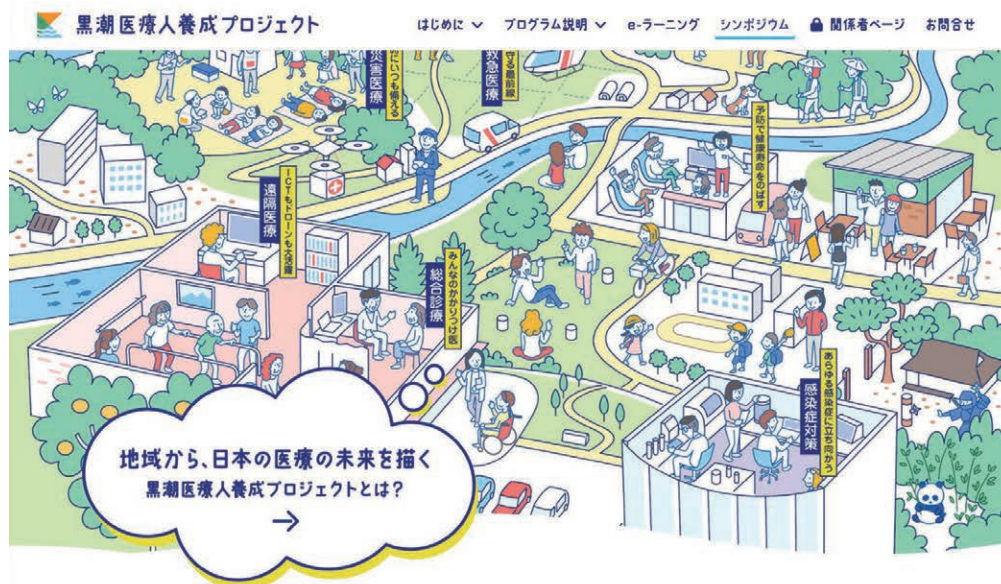 黒潮医療人養成プロジェクト
はじめに
プログラム説明
e-ラーニング
シンポジウム
関係者ページ
お問合せ
災害医療
にいつも備える
救急医療
守る最前線
予防で健康寿命をのばす
ICTもドローンも大活躍
遠隔医療
みんなのかかりつけ医
総合診療
あらゆる感染症に立ち向かう
感染症対策
地域から、日本の医療の未来を描く
黒潮医療人養成プロジェクトとは?
→